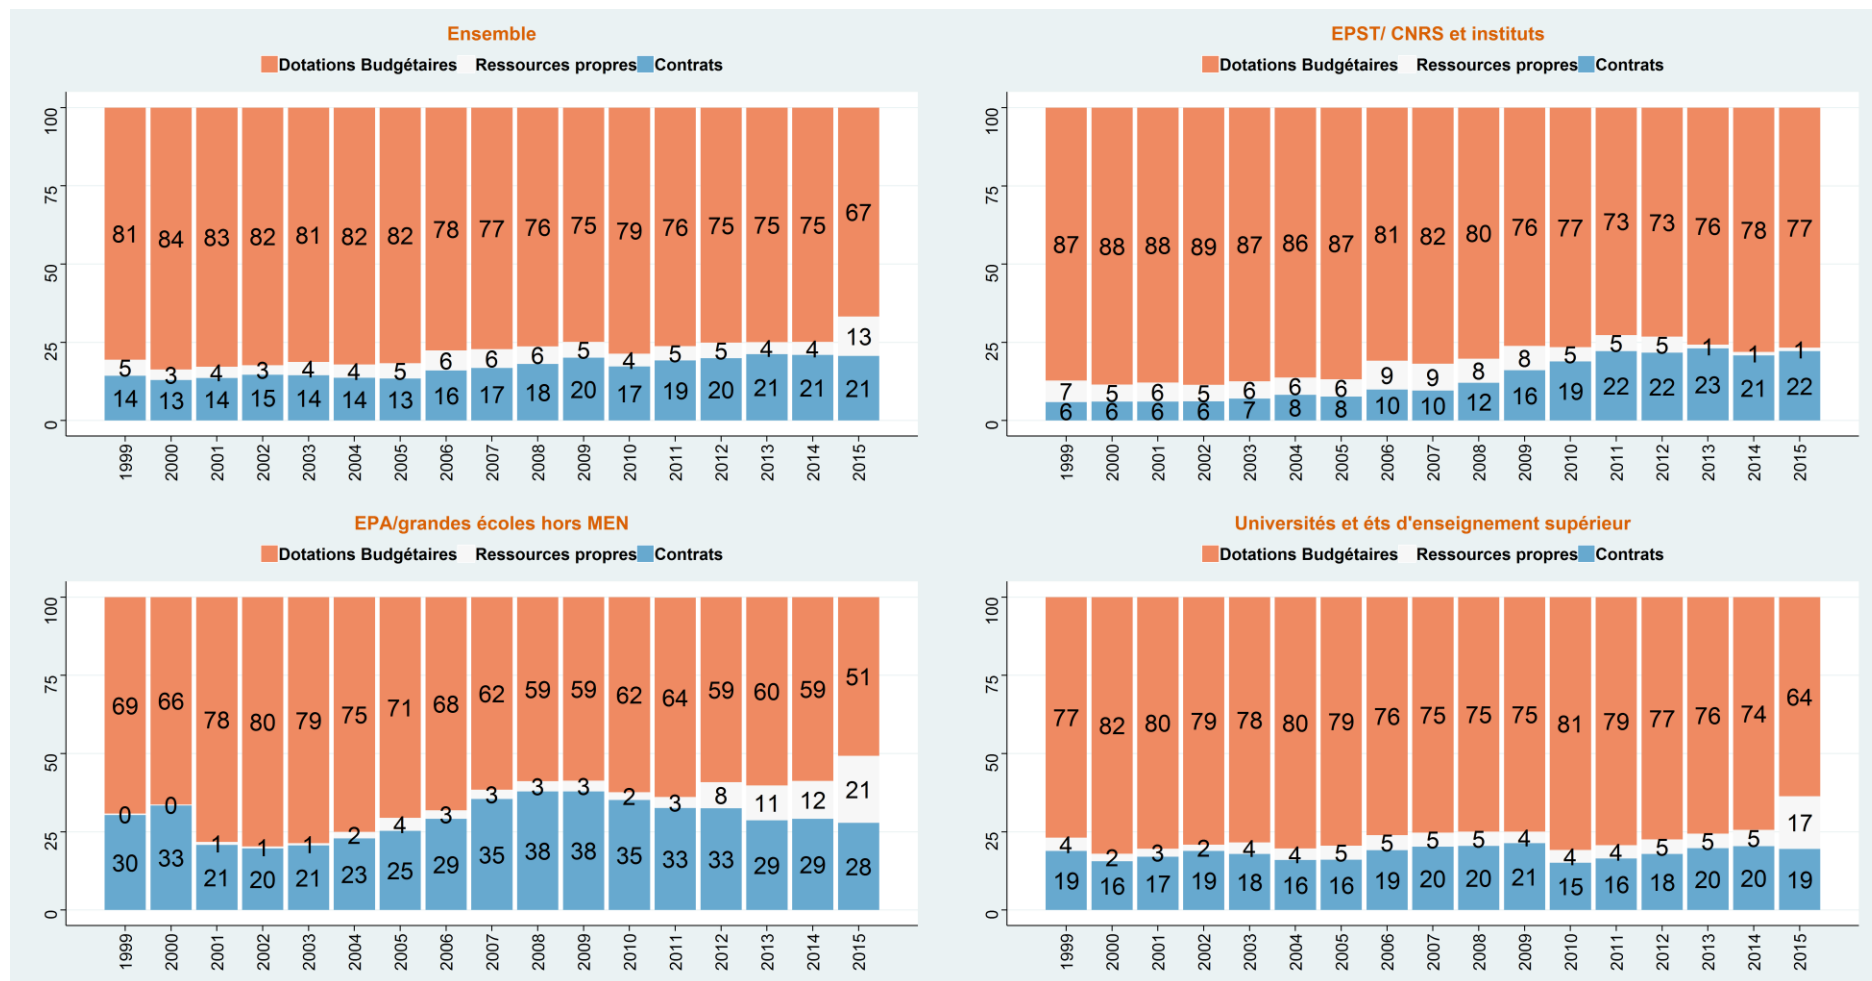 Ensemble
Dotations Budgétaires Ressources propres Contrats
100
75
50
25
0
81 84 83 82 81 82 82 78 77 76 75 79 76 75 75 75 67
5 3 4 3 4 4 5 6 6 6 5 4 5 5 4 4 13
14 13 14 15 14 14 13 16 17 18 20 17 19 20 21 21 21
1999 2000 2001 2002 2003 2004 2005 2006 2007 2008 2009 2010 2011 2012 2013 2014 2015
EPST/ CNRS et instituts
Dotations Budgétaires Ressources propres Contrats
100
75
50
25
0
87 88 88 89 87 86 87 81 82 80 76 77 73 73 76 78 77
7 5 6 5 6 6 6 9 9 8 8 5 5 5 1 1 1
6 6 6 6 7 8 8 10 10 12 16 19 22 22 23 21 22
1999 2000 2001 2002 2003 2004 2005 2006 2007 2008 2009 2010 2011 2012 2013 2014 2015
EPA/grandes écoles hors MEN
Dotations Budgétaires Ressources propres Contrats
100
75
50
25
0
69 66 78 80 79 75 71 68 62 59 59 62 64 59 60 59 51
0 0 1 1 1 2 4 3 3 3 3 2 3 8 11 12 21
30 33 21 20 21 23 25 29 35 38 38 35 33 33 29 29 28
1999 2000 2001 2002 2003 2004 2005 2006 2007 2008 2009 2010 2011 2012 2013 2014 2015
Universités et éts d'enseignement supérieur
Dotations Budgétaires Ressources propres Contrats
100
75
50
25
0
77 82 80 79 78 80 79 76 75 75 75 81 79 77 76 74 64
4 2 3 2 4 4 5 5 5 5 4 4 4 5 5 5 17
19 16 17 19 18 16 16 19 20 20 21 15 16 18 20 20 19
1999 2000 2001 2002 2003 2004 2005 2006 2007 2008 2009 2010 2011 2012 2013 2014 2015